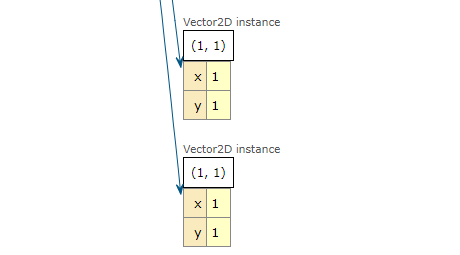 Vector2D instance
(1, 1)
x 1
y 1
Vector2D instance
(1, 1)
x 1
y 1